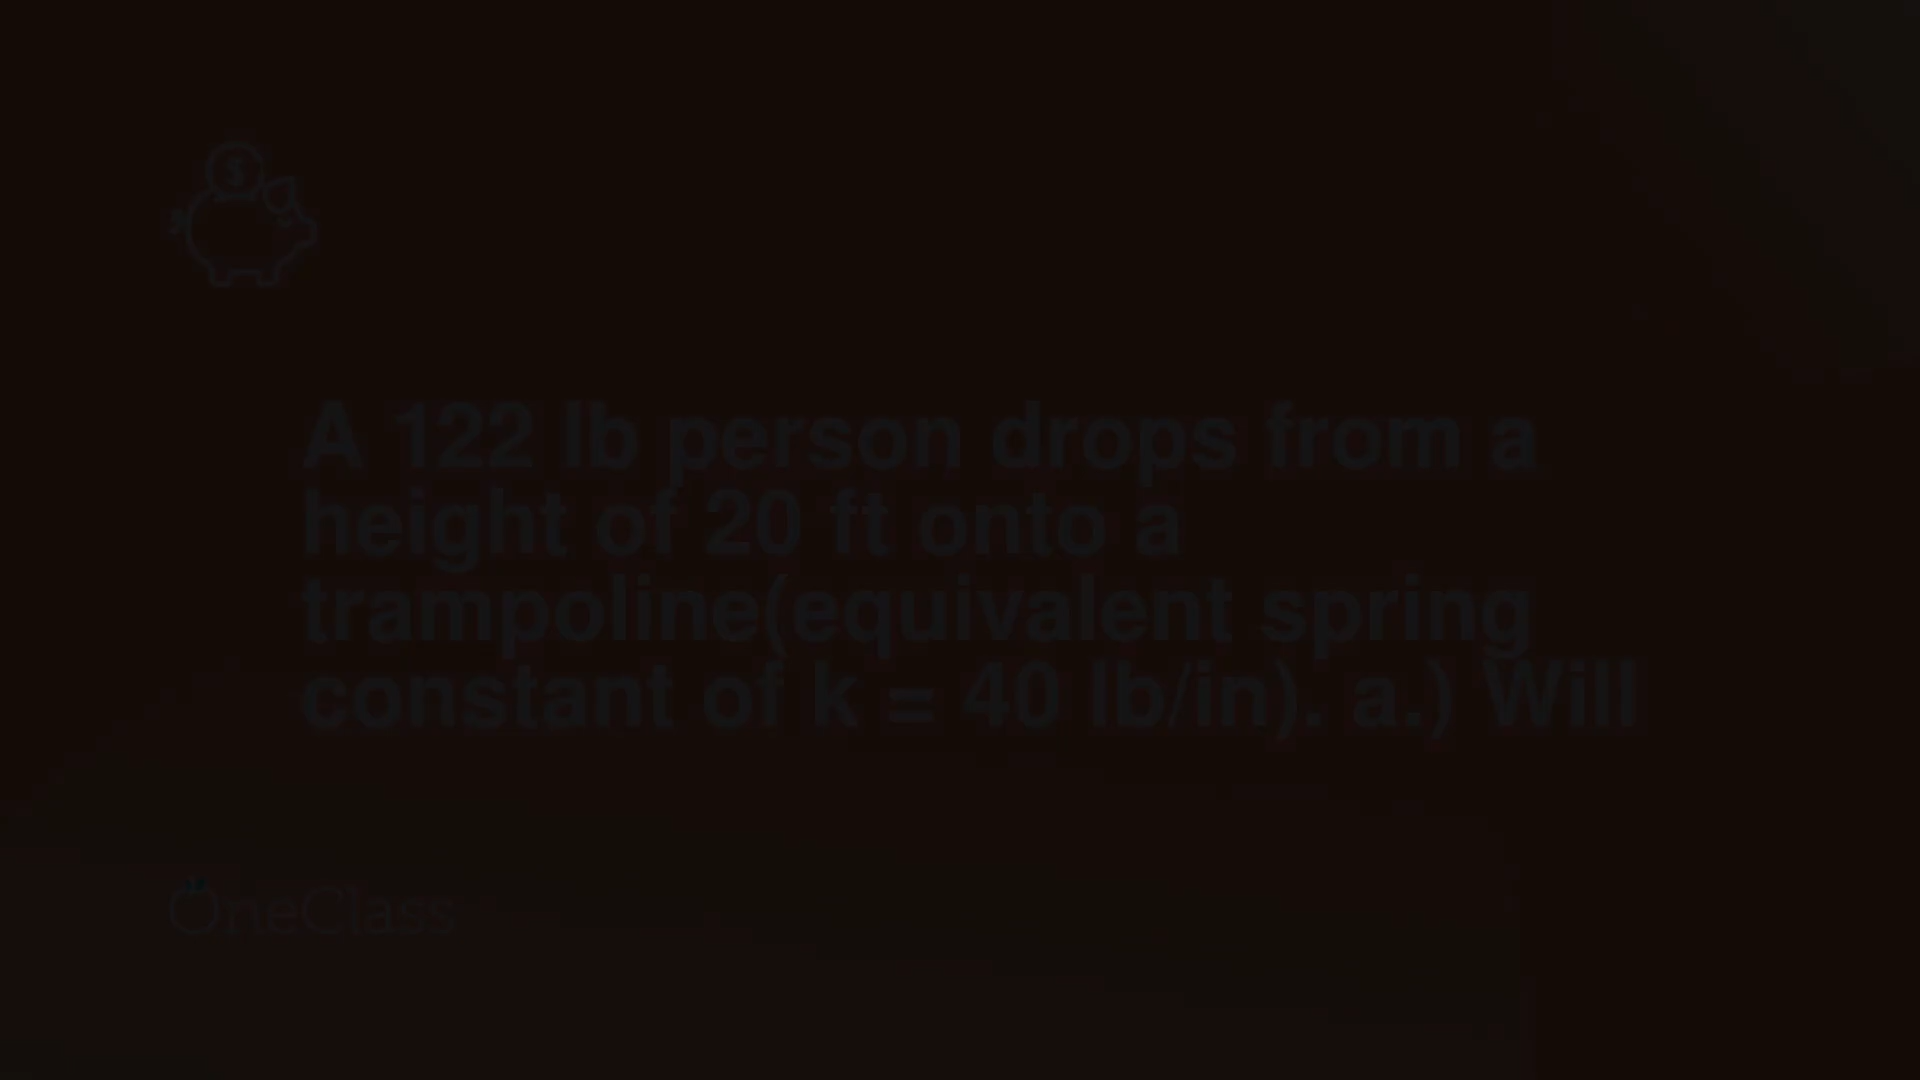 $
A 122 lb person drops from a
height of 20 ft onto a
trampoline(equivalent spring
constant of k = 40 lb/in). a.) Will
OneClass